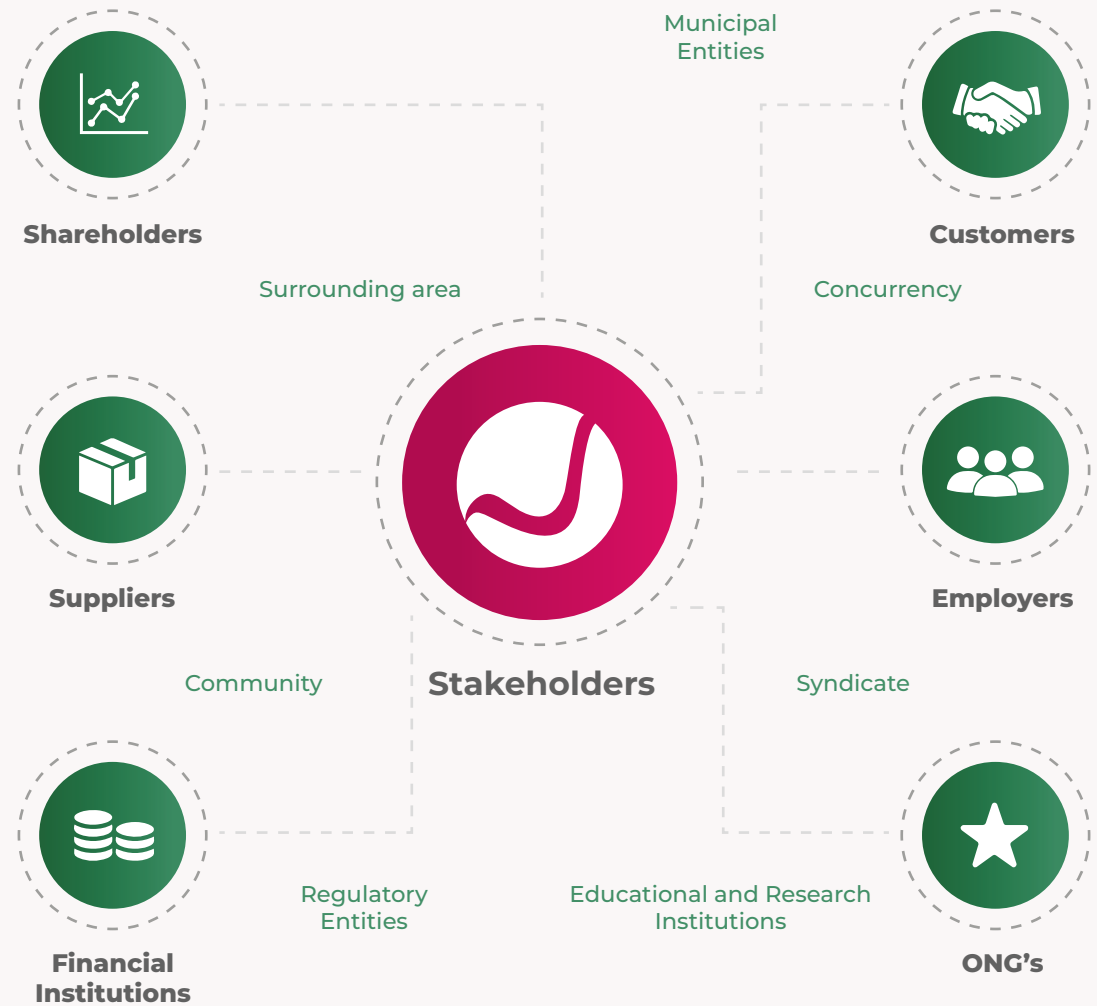 Municipal
Entities
Shareholders
Customers
Surrounding area
Concurrency
Suppliers
Employers
Community
Stakeholders
Syndicate
Regulatory
Entities
Educational and Research
Institutions
Financial
Institutions
ONG’s